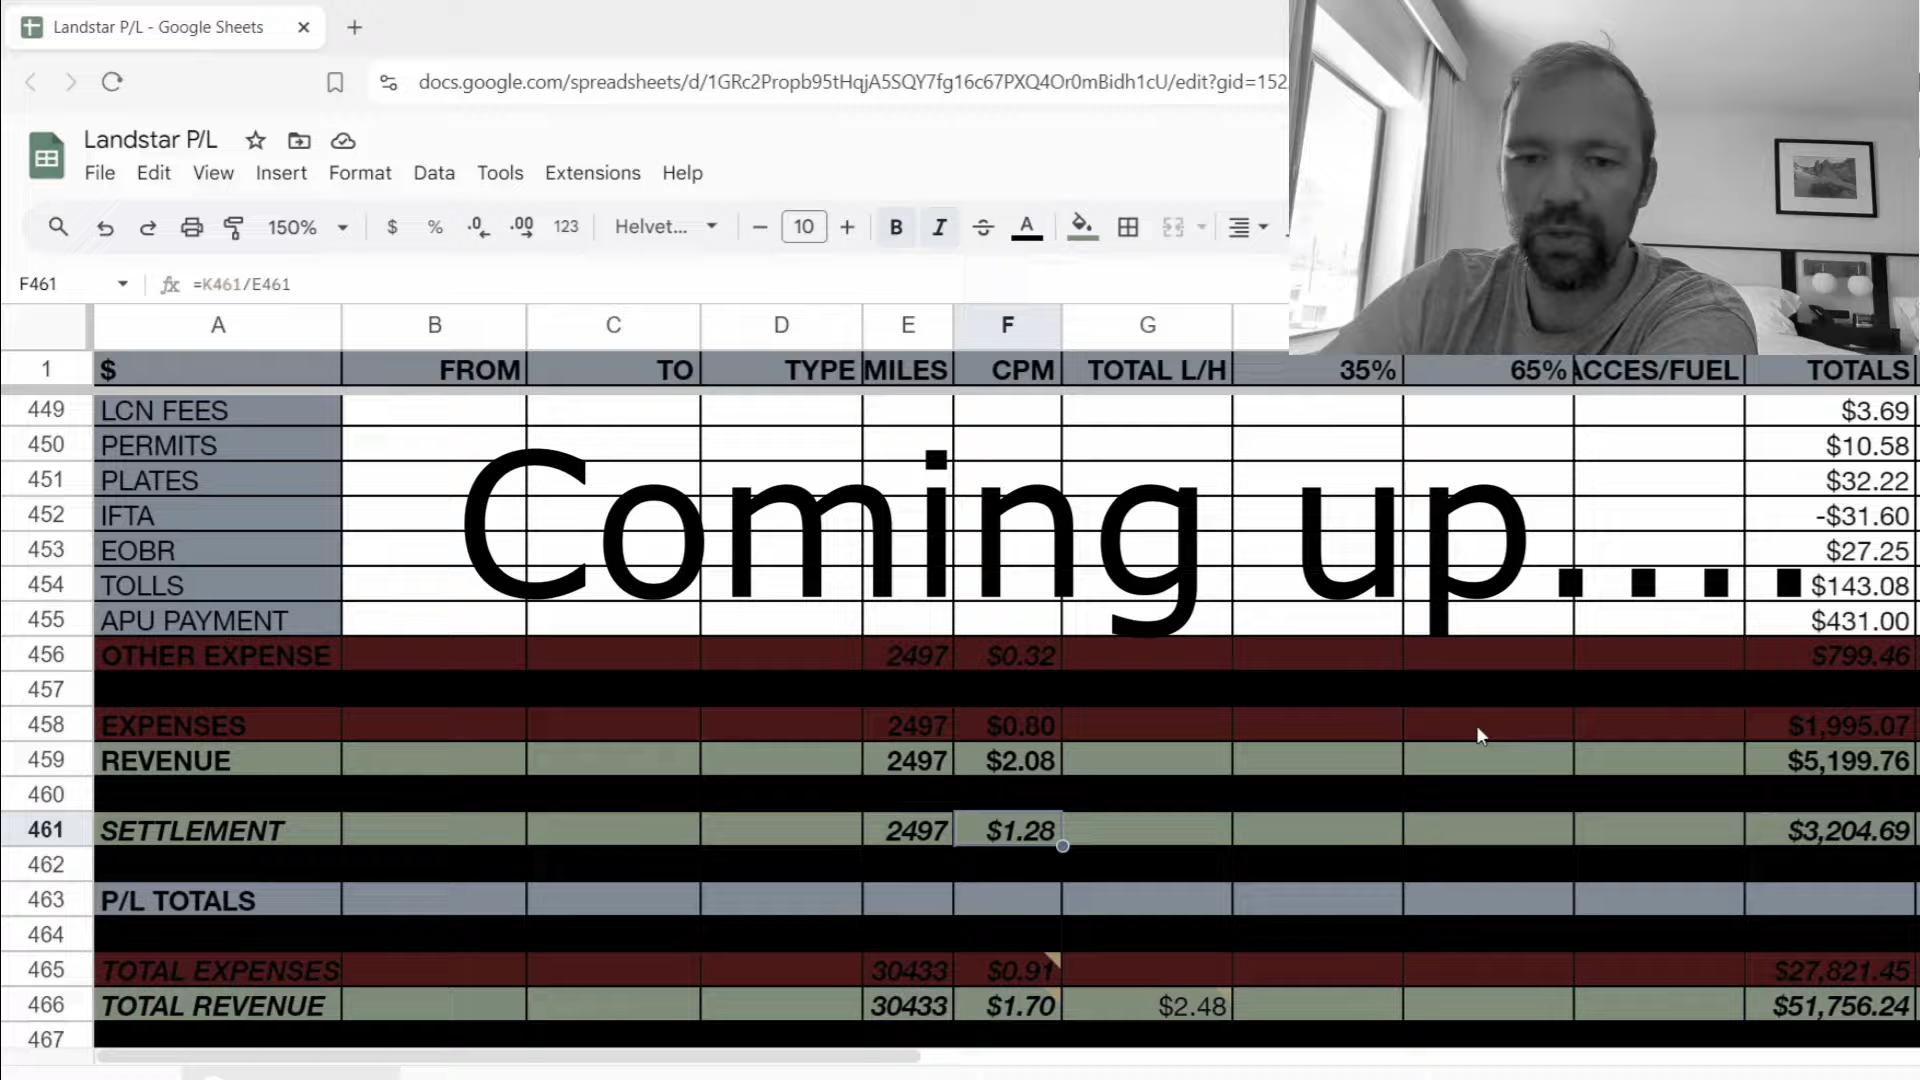 Landstar P/L - Google Sheets
docs.google.com/spreadsheets/d/1GRc2Propb95tHqjA5SQY7fg16c67PXQ4Or0mBidh1cU/edit?gid=152
Landstar P/L
File Edit View Insert Format Data Tools Extensions Help
150% $ % .0 .00 123 Helvet... 10 B I A
F461 fx =K461/E461
A B C D E F G
1 $ FROM TO TYPE MILES CPM TOTAL L/H 35% 65% ACCES/FUEL TOTALS
449 LCN FEES $3.69
450 PERMITS $10.58
451 PLATES $32.22
452 IFTA -$31.60
Coming up....
453 EOBR $27.25
454 TOLLS $143.08
455 APU PAYMENT $431.00
456 OTHER EXPENSE 2497 $0.32 $799.46
457
458 EXPENSES 2497 $0.80 $1,995.07
459 REVENUE 2497 $2.08 $5,199.76
460
461 SETTLEMENT 2497 $1.28 $3,204.69
462
463 P/L TOTALS
464
465 TOTAL EXPENSES 30433 $0.91 $27,821.45
466 TOTAL REVENUE 30433 $1.70 $2.48 $51,756.24
467